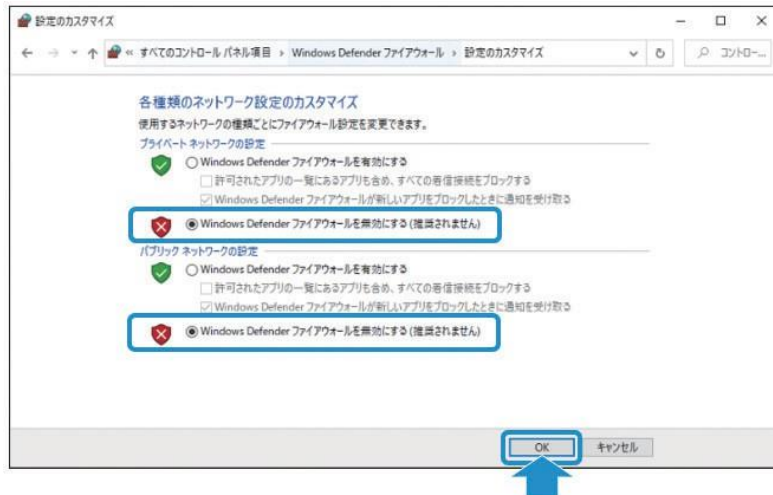 設定のカスタマイズ
« すべてのコントロール パネル項目 › Windows Defender ファイアウォール › 設定のカスタマイズ
コントロー...
各種類のネットワーク設定のカスタマイズ
使用するネットワークの種類ごとにファイアウォール設定を変更できます。
プライベート ネットワークの設定
Windows Defender ファイアウォールを有効にする
許可されたアプリの一覧にあるアプリも含め、すべての着信接続をブロックする
Windows Defender ファイアウォールが新しいアプリをブロックしたときに通知を受け取る
Windows Defender ファイアウォールを無効にする (推奨されません)
パブリック ネットワークの設定
Windows Defender ファイアウォールを有効にする
許可されたアプリの一覧にあるアプリも含め、すべての着信接続をブロックする
Windows Defender ファイアウォールが新しいアプリをブロックしたときに通知を受け取る
Windows Defender ファイアウォールを無効にする (推奨されません)
OK キャンセル